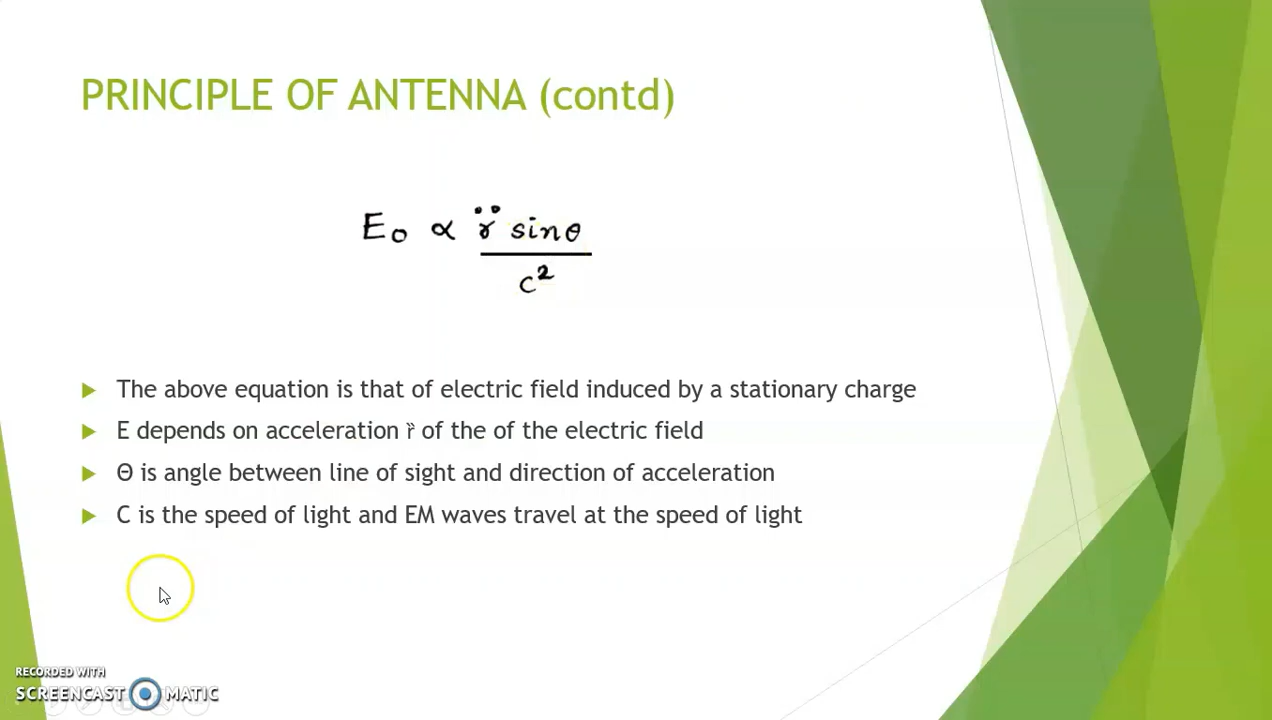 PRINCIPLE OF ANTENNA (contd)
E₀ ∝ r̈ sinθ
c²
The above equation is that of electric field induced by a stationary charge
E depends on acceleration r̈ of the of the electric field
Θ is angle between line of sight and direction of acceleration
C is the speed of light and EM waves travel at the speed of light
RECORDED WITH
SCREENCAST MATIC